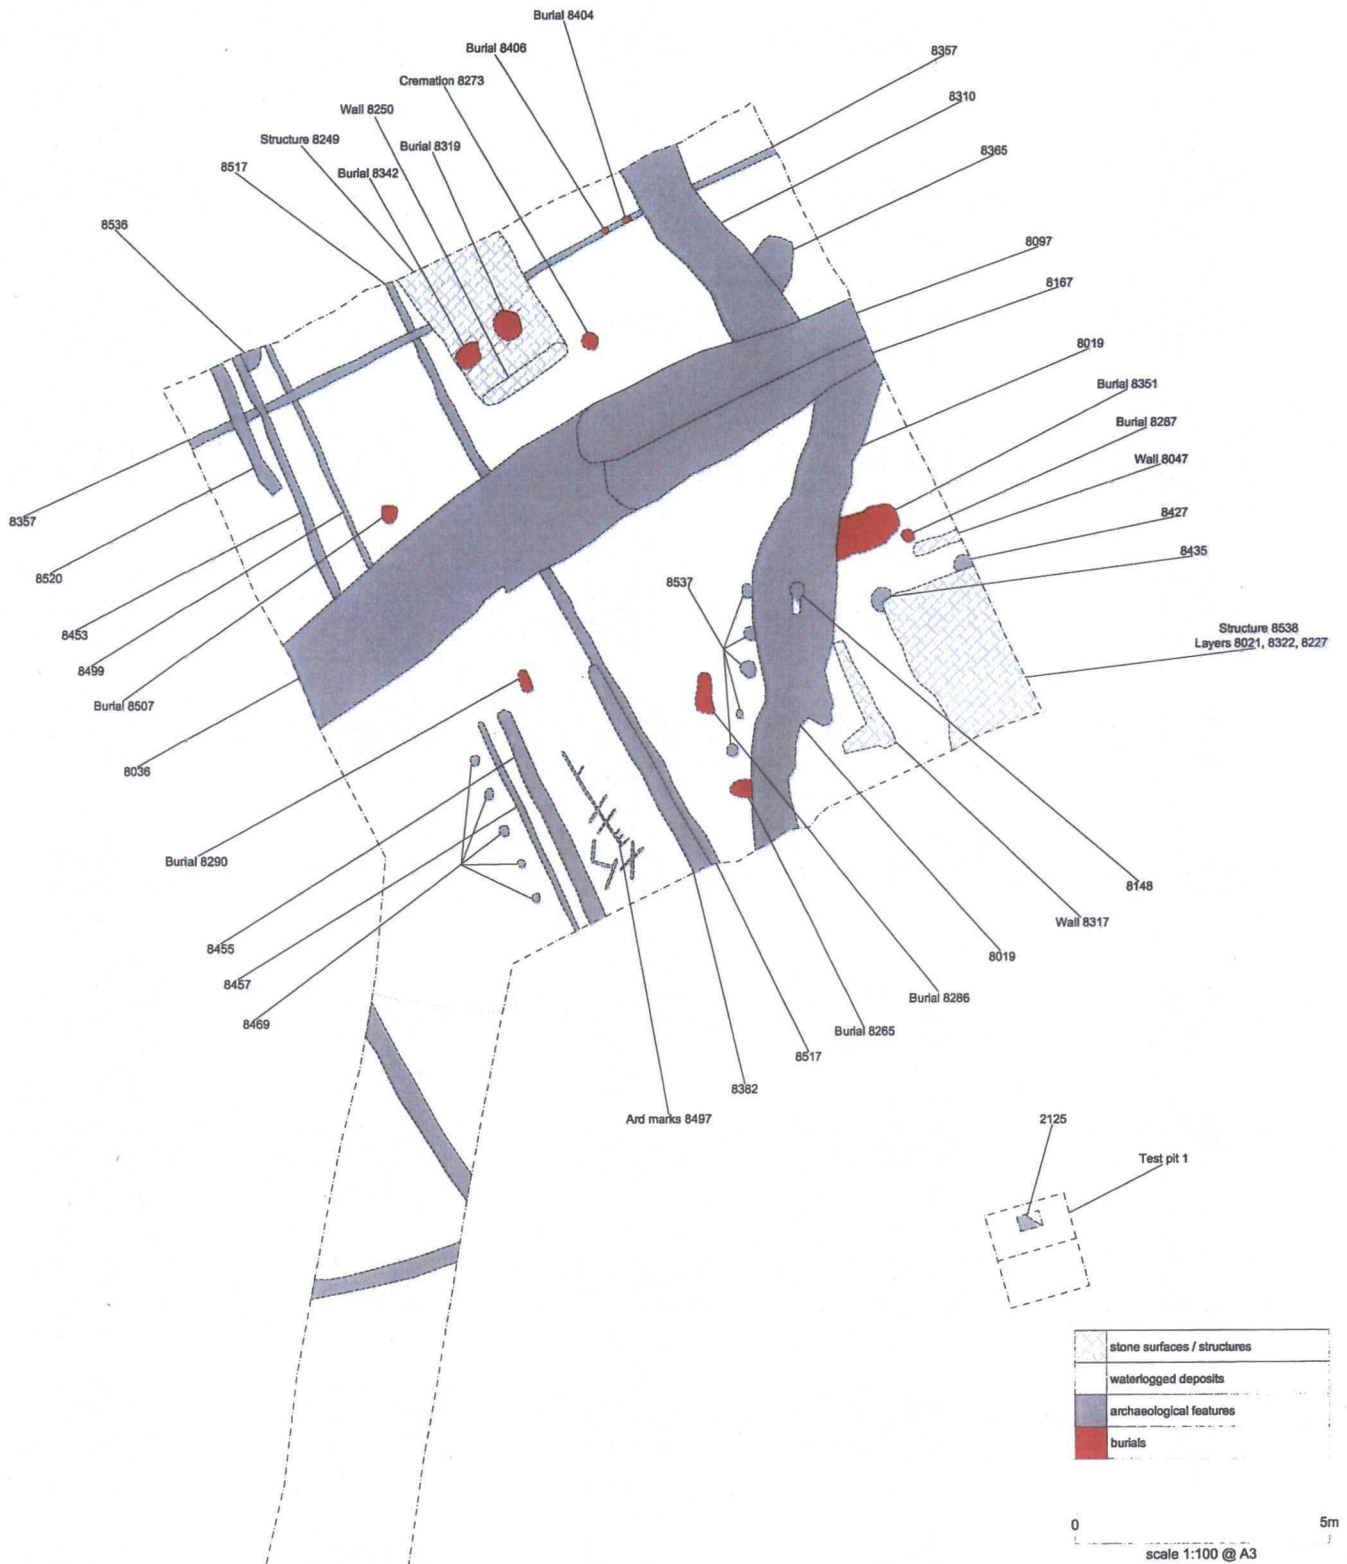 Burial 8404
Burial 8406
8357
Cremation 8273
8310
Wall 8250
Structure 8249
Burial 8319
8365
8517
Burial 8342
8536
8097
8167
8019
Burial 8351
Burial 8287
Wall 8047
8427
8357
8435
8520
8537
8453
Structure 8538
Layers 8021, 8322, 8227
8499
Burial 8507
8036
Burial 8290
8148
Wall 8317
8455
8019
8457
Burial 8286
8469
Burial 8265
8517
8382
Ard marks 8497
2125
Test pit 1
stone surfaces / structures
waterlogged deposits
archaeological features
burials
0 5m
scale 1:100 @ A3